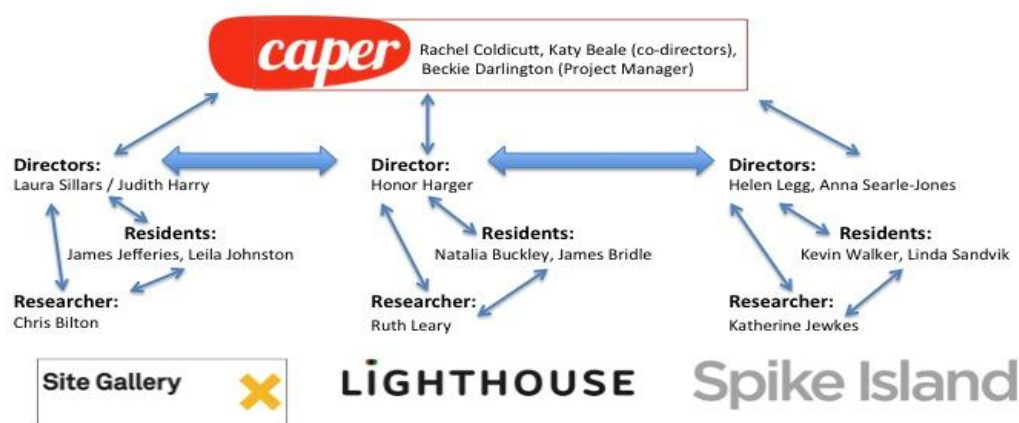 caper
Rachel Coldicutt, Katy Beale (co-directors),
Beckie Darlington (Project Manager)
Directors:
Laura Sillars / Judith Harry
Director:
Honor Harger
Directors:
Helen Legg, Anna Searle-Jones
Residents:
James Jefferies, Leila Johnston
Residents:
Natalia Buckley, James Bridle
Residents:
Kevin Walker, Linda Sandvik
Researcher:
Chris Bilton
Researcher:
Ruth Leary
Researcher:
Katherine Jewkes
Site Gallery
LiGHTHOUSE
Spike Island